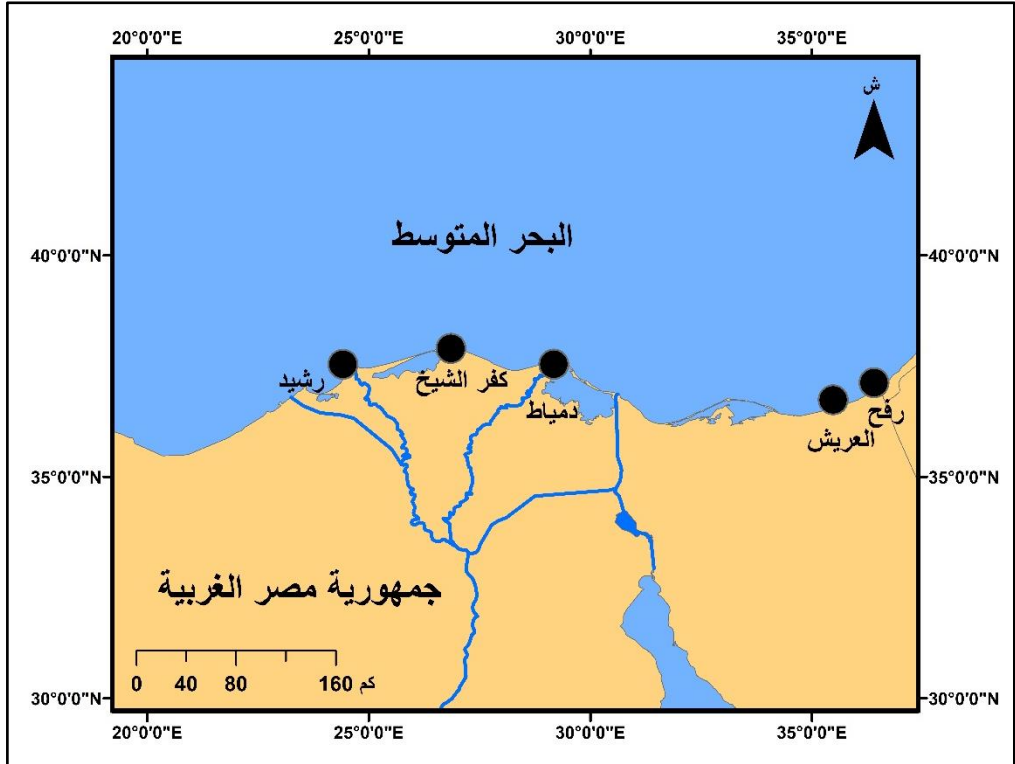 20°0'0"E 25°0'0"E 30°0'0"E 35°0'0"E
ش
البحر المتوسط
40°0'0"N 40°0'0"N
رشيد
كفر الشيخ
دمياط
رفح
العريش
35°0'0"N 35°0'0"N
جمهورية مصر الغربية
0 40 80 160 كم
30°0'0"N 30°0'0"N
20°0'0"E 25°0'0"E 30°0'0"E 35°0'0"E